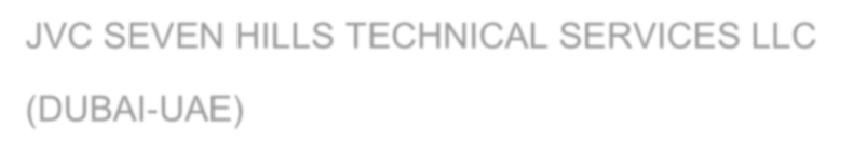 JVC SEVEN HILLS TECHNICAL SERVICES LLC
(DUBAI-UAE)